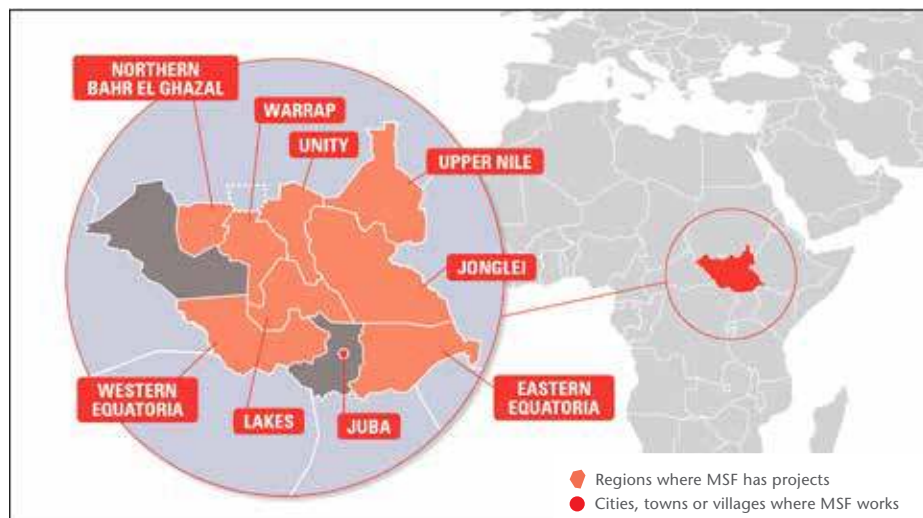 NORTHERN
BAHR EL GHAZAL
WARRAP
UNITY
UPPER NILE
JONGLEI
WESTERN
EQUATORIA
LAKES
JUBA
EASTERN
EQUATORIA
Regions where MSF has projects
Cities, towns or villages where MSF works